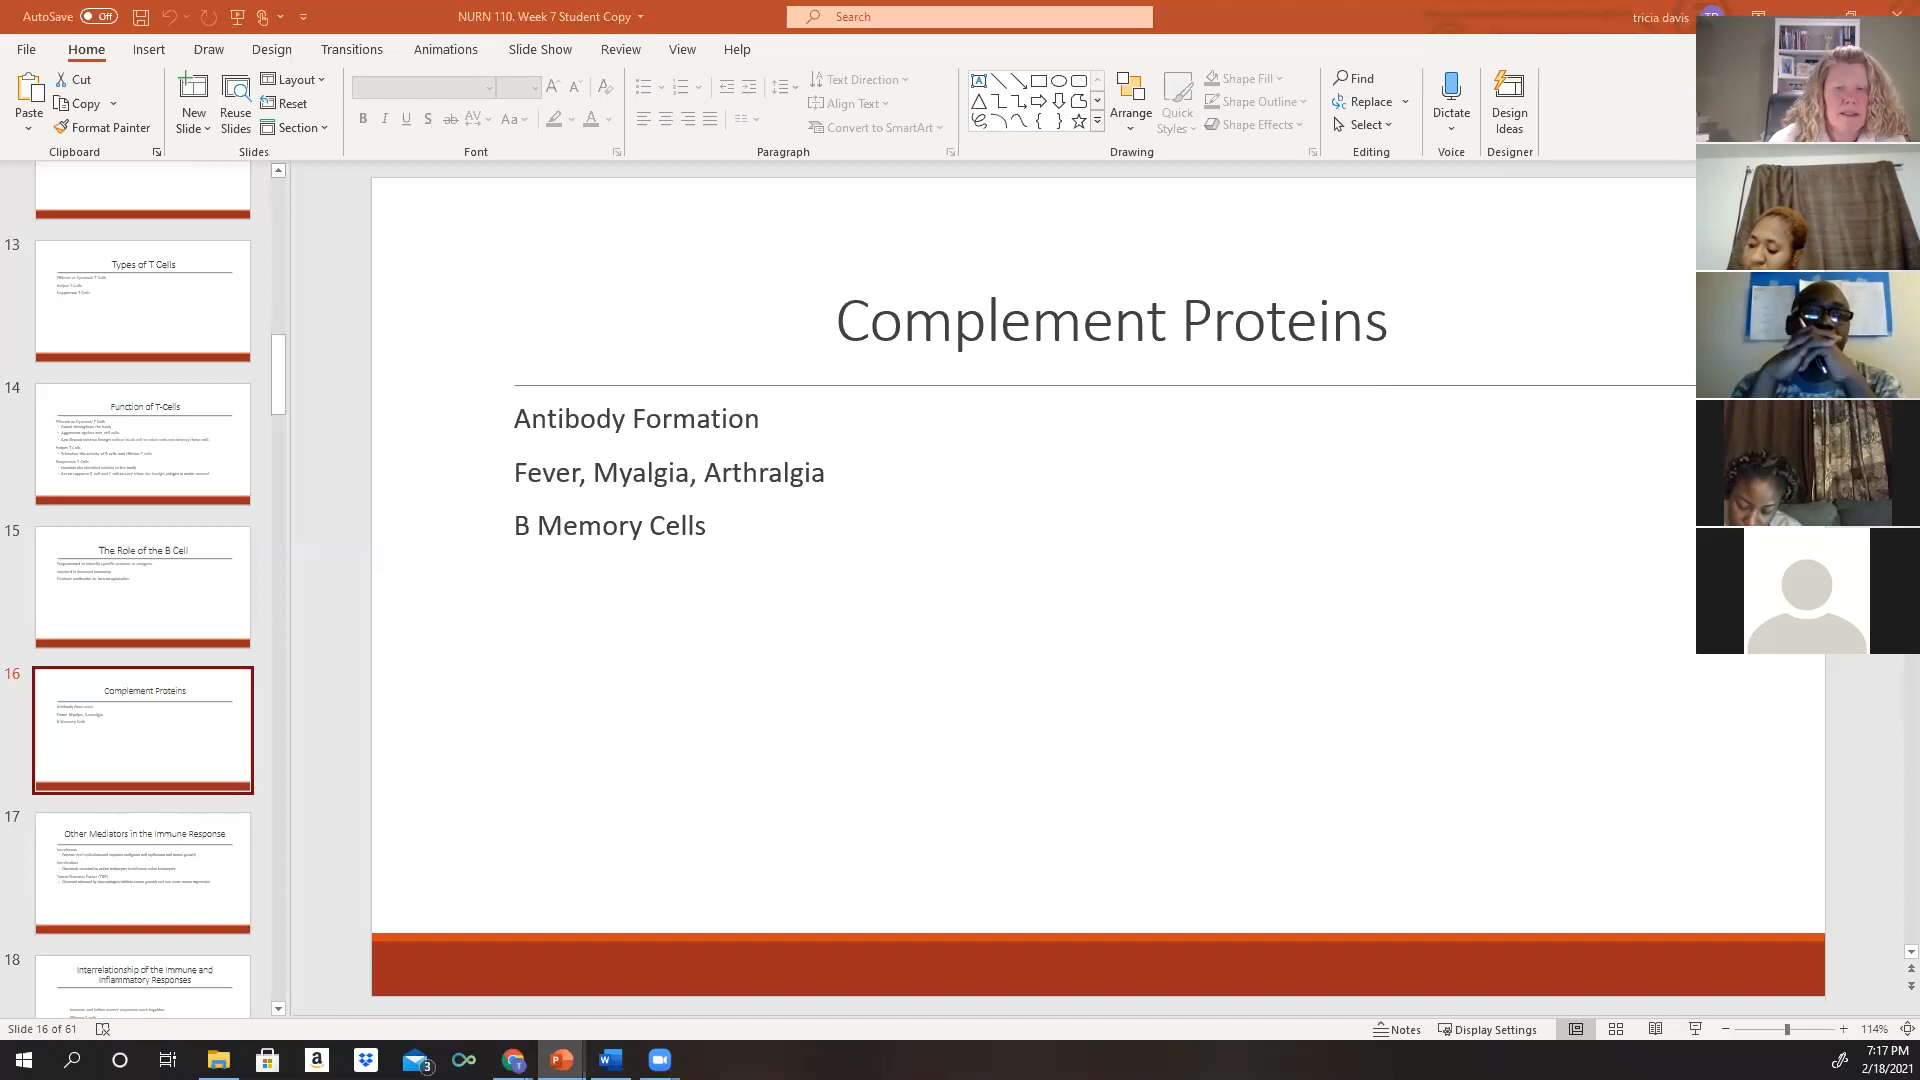 AutoSave Off
NURN 110. Week 7 Student Copy
Search
tricia davis
File Home Insert Draw Design Transitions Animations Slide Show Review View Help
Paste
Cut
Copy
Format Painter
Clipboard
New Slide
Reuse Slides
Layout
Reset
Section
Slides
B I U S ab AV Aa A
Font
Text Direction
Align Text
Convert to SmartArt
Paragraph
Arrange
Quick Styles
Shape Fill
Shape Outline
Shape Effects
Drawing
Find
Replace
Select
Editing
Dictate
Voice
Design Ideas
Designer
13
Types of T Cells
14
Function of T-Cells
15
The Role of the B Cell
16
Complement Proteins
17
Other Mediators in the Immune Response
18
Interrelationship of the Immune and
Inflammatory Responses
Complement Proteins
Antibody Formation
Fever, Myalgia, Arthralgia
B Memory Cells
Slide 16 of 61
Notes
Display Settings
114%
3
7:17 PM
2/18/2021